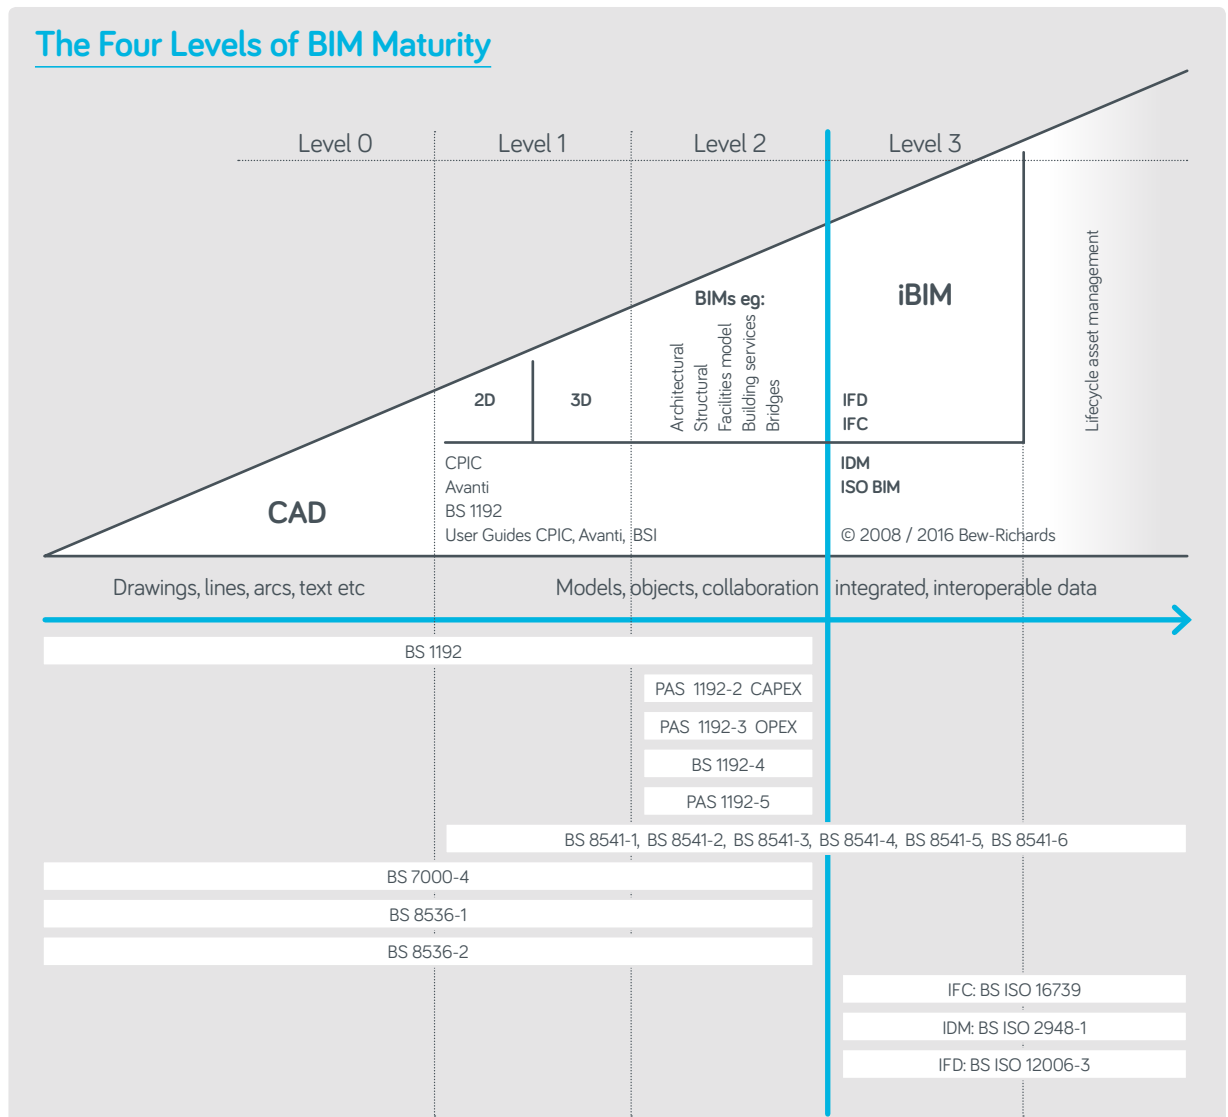 The Four Levels of BIM Maturity
Level 0
Level 1
Level 2
Level 3
BIMs eg:
Architectural
Structural
Facilities model
Building services
Bridges
iBIM
Lifecycle asset management
2D
3D
IFD
IFC
CAD
CPIC
Avanti
BS 1192
User Guides CPIC, Avanti, BSI
IDM
ISO BIM
© 2008 / 2016 Bew-Richards
Drawings, lines, arcs, text etc
Models, objects, collaboration
integrated, interoperable data
BS 1192
PAS 1192-2 CAPEX
PAS 1192-3 OPEX
BS 1192-4
PAS 1192-5
BS 8541-1, BS 8541-2, BS 8541-3, BS 8541-4, BS 8541-5, BS 8541-6
BS 7000-4
BS 8536-1
BS 8536-2
IFC: BS ISO 16739
IDM: BS ISO 2948-1
IFD: BS ISO 12006-3